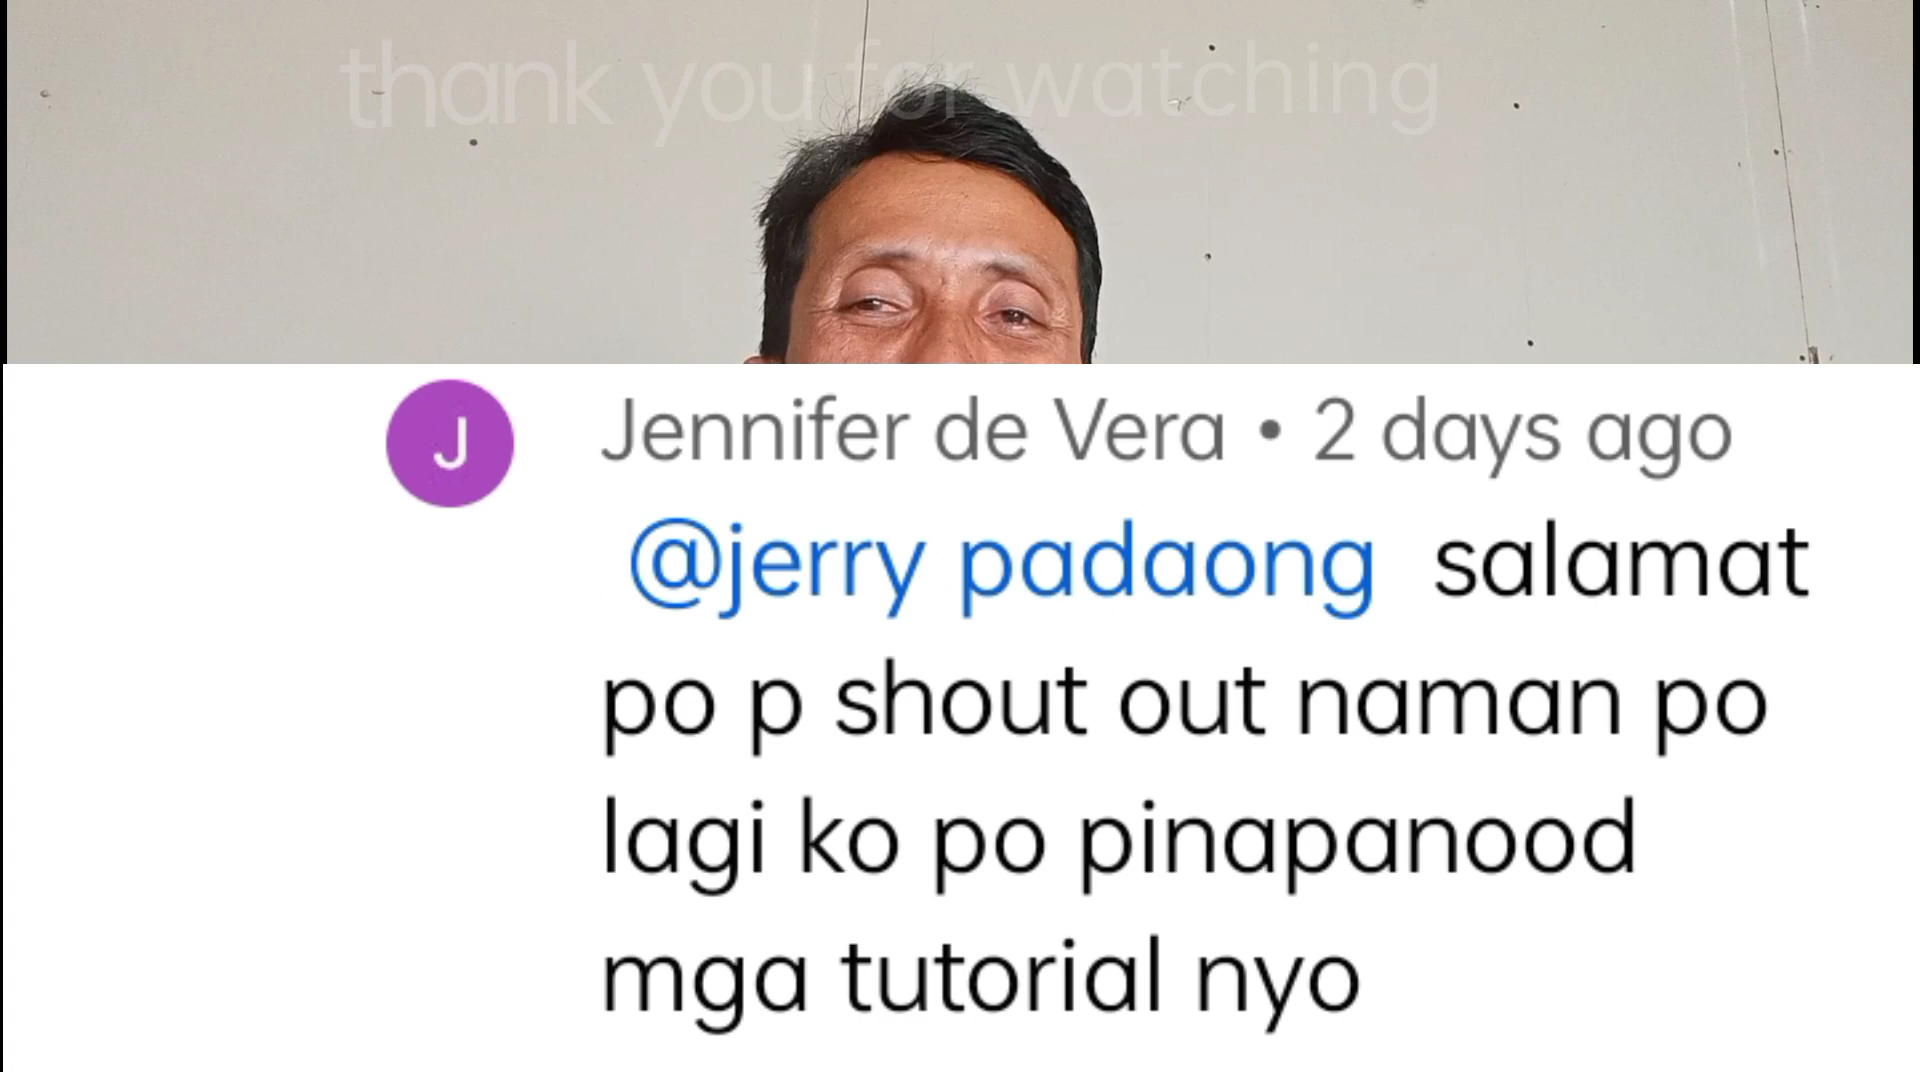 thank you for watching
J
Jennifer de Vera • 2 days ago
@jerry padaong salamat
po p shout out naman po
lagi ko po pinapanood
mga tutorial nyo